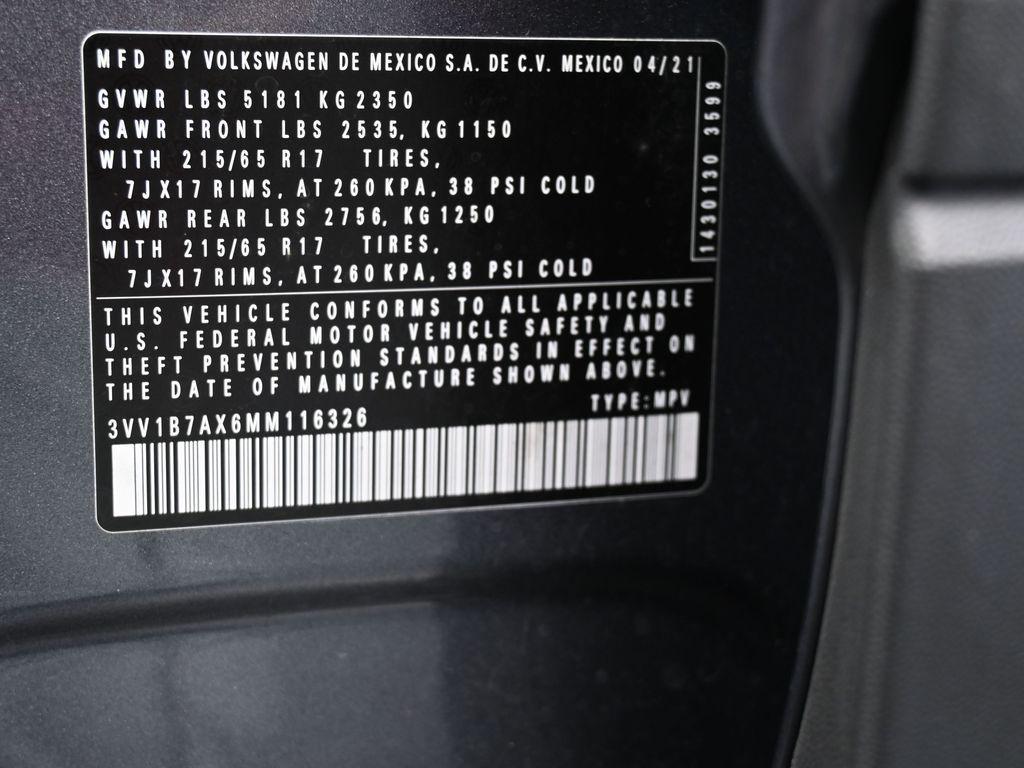 MFD BY VOLKSWAGEN DE MEXICO S.A. DE C.V. MEXICO 04/21
GVWR LBS 5181 KG 2350
GAWR FRONT LBS 2535, KG 1150
WITH 215/65 R17 TIRES,
7JX17 RIMS, AT 260 KPA, 38 PSI COLD
GAWR REAR LBS 2756, KG 1250
WITH 215/65 R17 TIRES,
7JX17 RIMS, AT 260 KPA, 38 PSI COLD
1430130 3599
THIS VEHICLE CONFORMS TO ALL APPLICABLE
U.S. FEDERAL MOTOR VEHICLE SAFETY AND
THEFT PREVENTION STANDARDS IN EFFECT ON
THE DATE OF MANUFACTURE SHOWN ABOVE.
TYPE: MPV
3VV1B7AX6MM116326